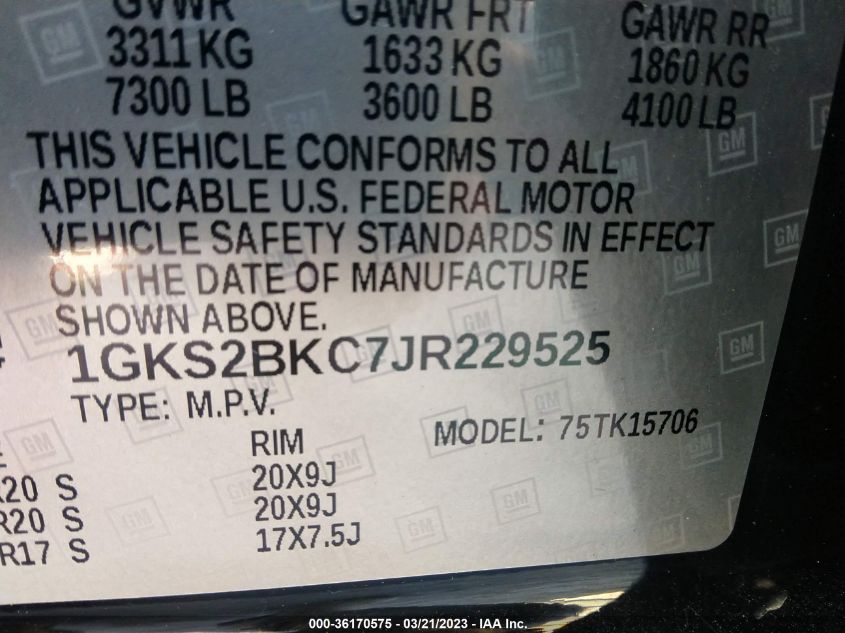 GVWR GAWR FRT GAWR RR
3311 KG 1633 KG 1860 KG
7300 LB 3600 LB 4100 LB
THIS VEHICLE CONFORMS TO ALL
APPLICABLE U.S. FEDERAL MOTOR
VEHICLE SAFETY STANDARDS IN EFFECT
ON THE DATE OF MANUFACTURE
SHOWN ABOVE.
1GKS2BKC7JR229525
TYPE: M.P.V.
MODEL: 75TK15706
RIM
R20 S 20X9J
R20 S 20X9J
R17 S 17X7.5J
GM
000-36170575 — 03/21/2023 — IAA Inc.